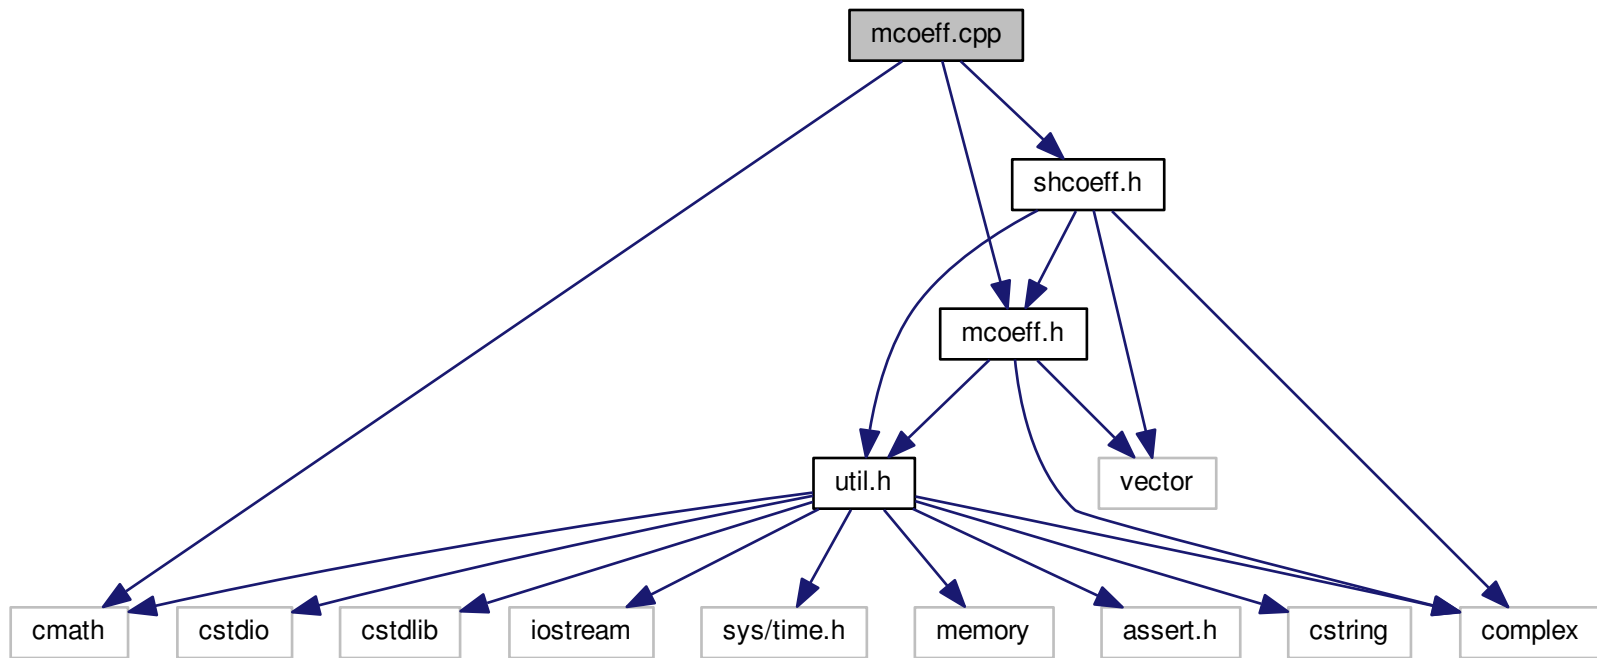 mcoeff.cpp
shcoeff.h
mcoeff.h
util.h
vector
cmath
cstdio
cstdlib
iostream
sys/time.h
memory
assert.h
cstring
complex